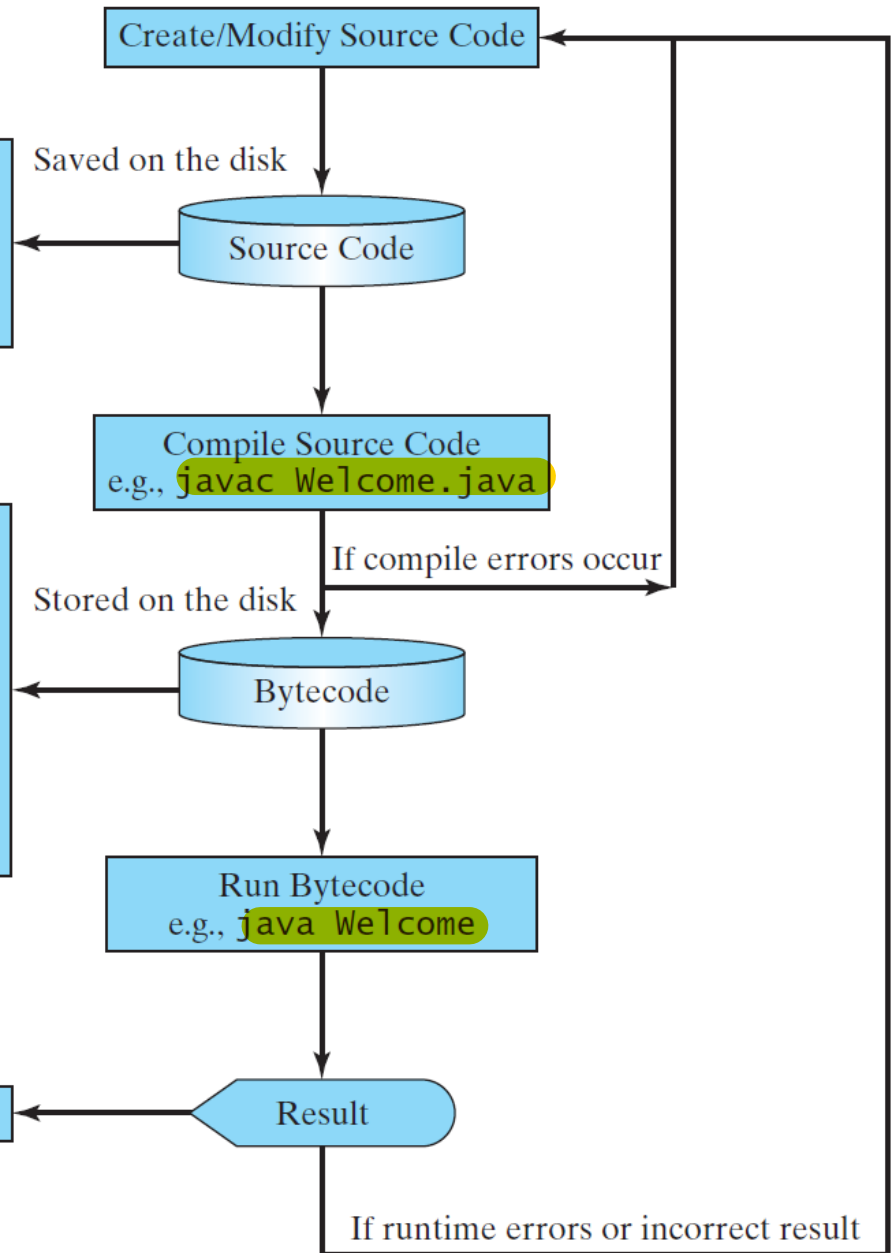 Create/Modify Source Code
Saved on the disk
Source Code
Compile Source Code
e.g., javac Welcome.java
If compile errors occur
Stored on the disk
Bytecode
Run Bytecode
e.g., java Welcome
Result
If runtime errors or incorrect result